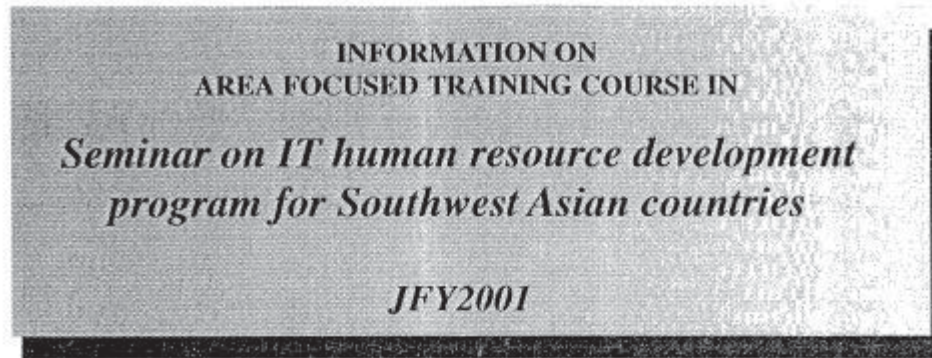 INFORMATION ON
AREA FOCUSED TRAINING COURSE IN
Seminar on IT human resource development
program for Southwest Asian countries
JFY2001